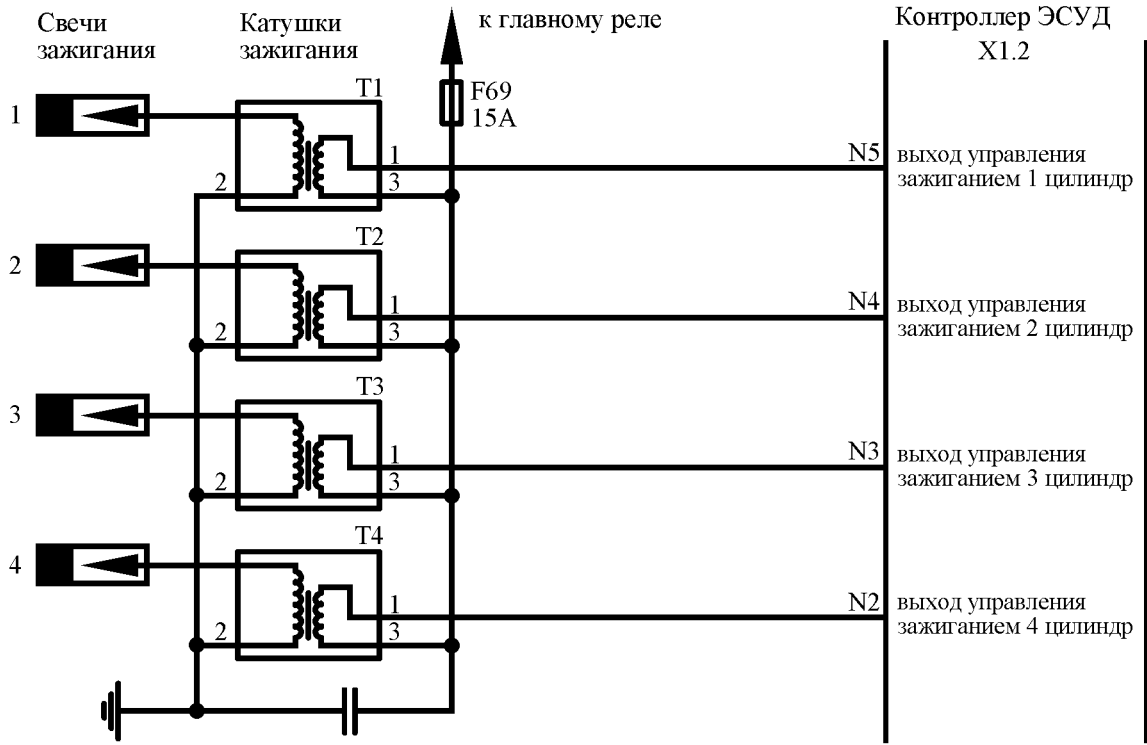 Свечи
зажигания
Катушки
зажигания
к главному реле
Контроллер ЭСУД
X1.2
F69
15A
1
T1
1
2
3
N5
выход управления
зажиганием 1 цилиндр
2
T2
1
2
3
N4
выход управления
зажиганием 2 цилиндр
3
T3
1
2
3
N3
выход управления
зажиганием 3 цилиндр
4
T4
1
2
3
N2
выход управления
зажиганием 4 цилиндр